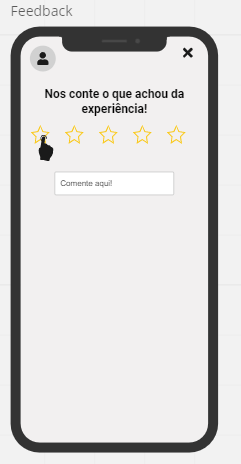 Feedback
Nos conte o que achou da
experiência!
Comente aqui!